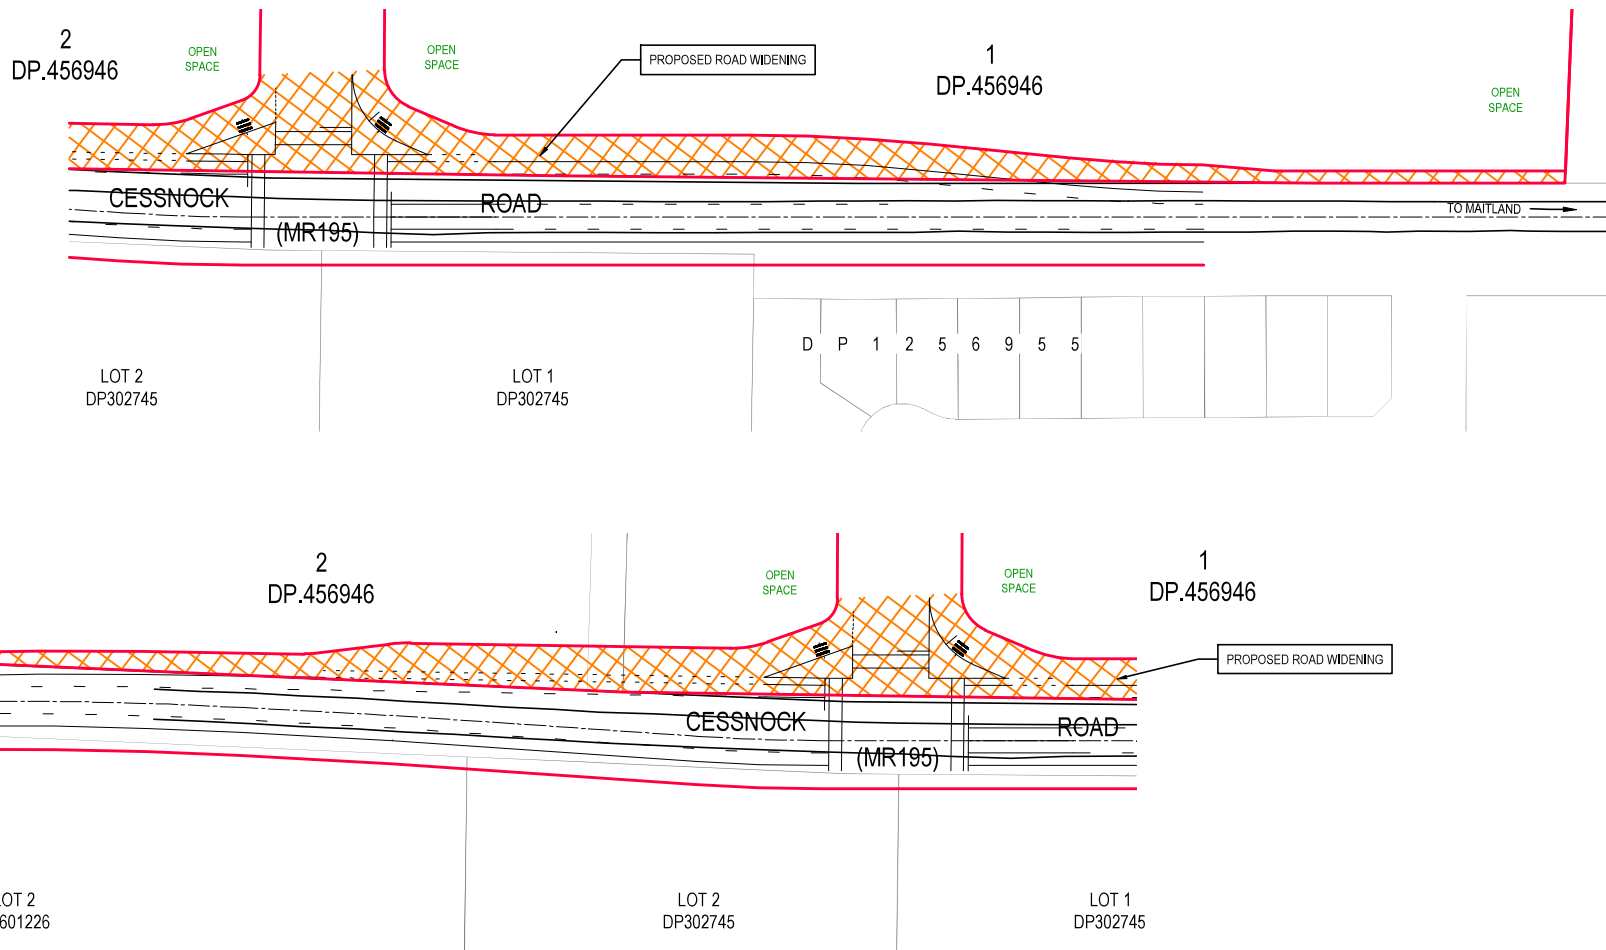 2
DP.456946
OPEN
SPACE
OPEN
SPACE
PROPOSED ROAD WIDENING
1
DP.456946
OPEN
SPACE
CESSNOCK
ROAD
(MR195)
TO MAITLAND
D P 1 2 5 6 9 5 5
LOT 2
DP302745
LOT 1
DP302745
2
DP.456946
OPEN
SPACE
OPEN
SPACE
1
DP.456946
PROPOSED ROAD WIDENING
CESSNOCK
ROAD
(MR195)
LOT 2
601226
LOT 2
DP302745
LOT 1
DP302745